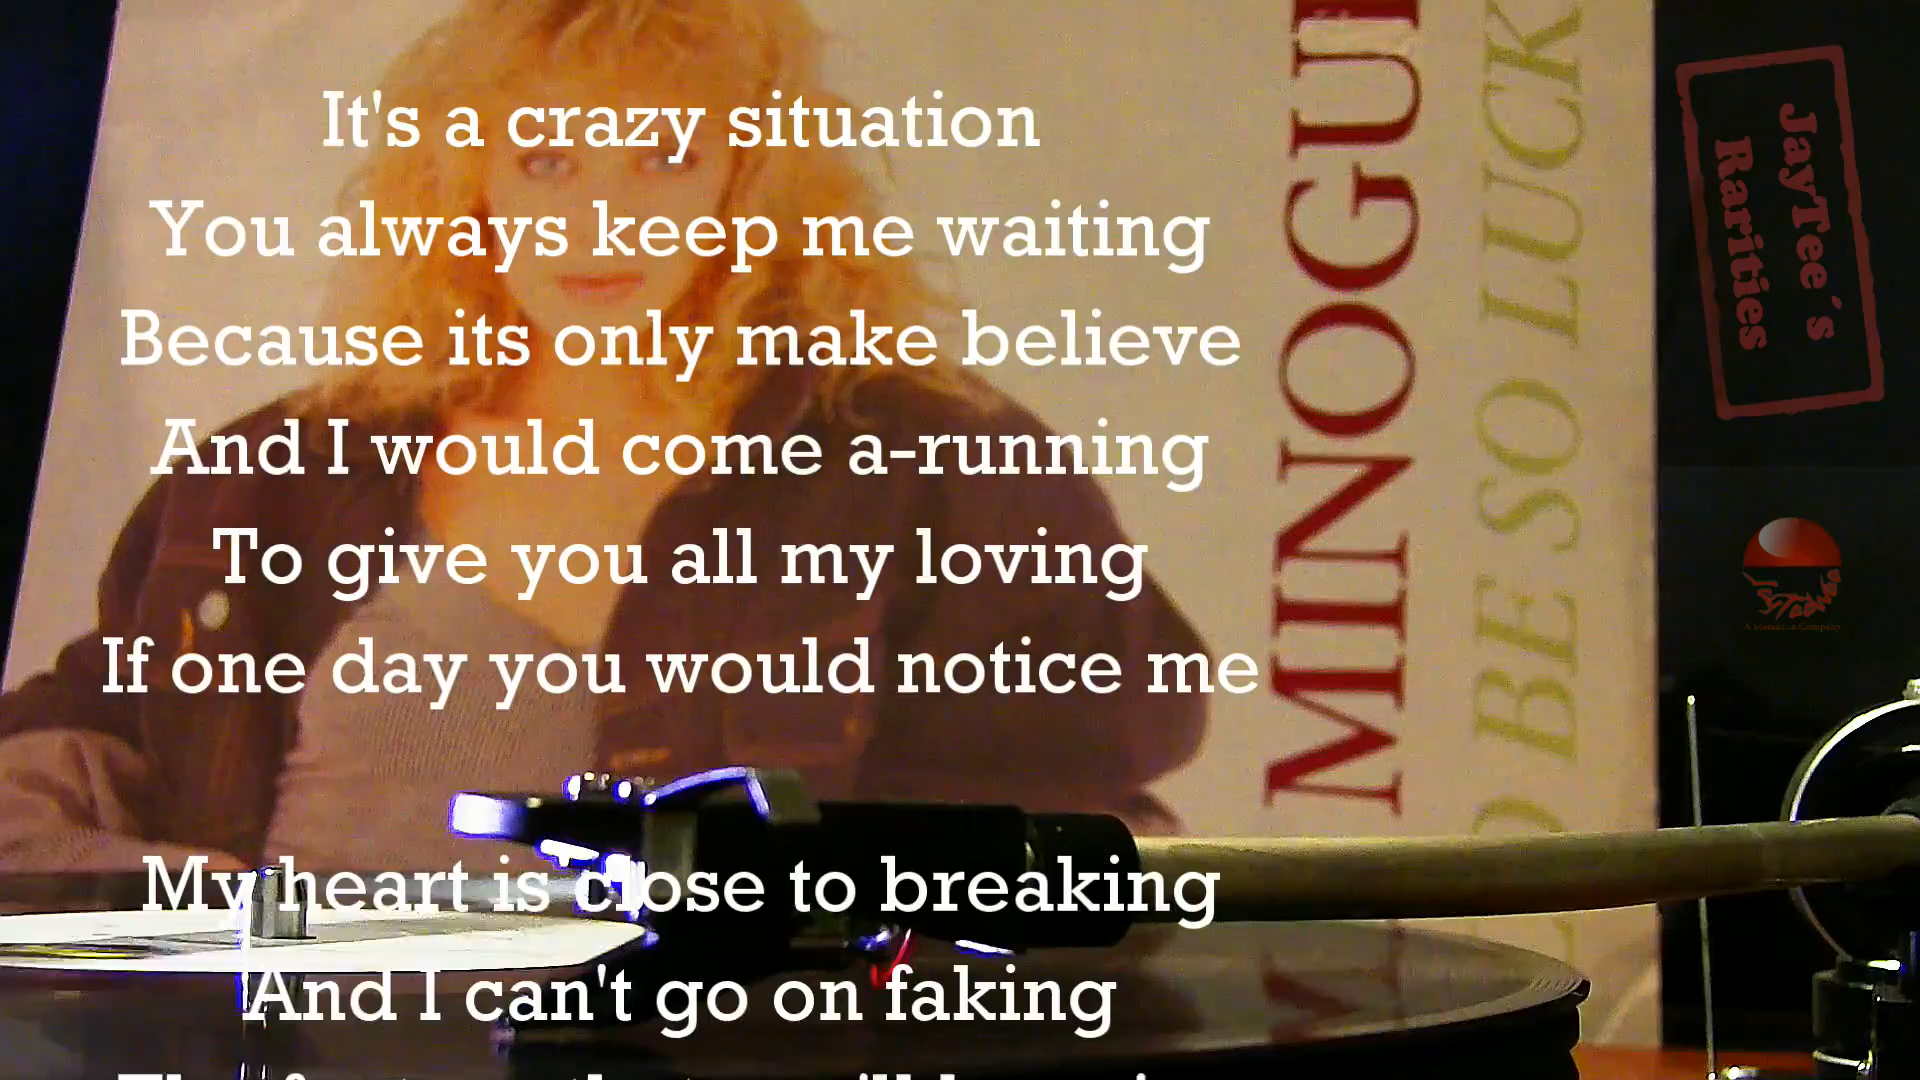 It's a crazy situation
You always keep me waiting
Because its only make believe
And I would come a-running
To give you all my loving
If one day you would notice me
My heart is close to breaking
And I can't go on faking
MINOGU
BE SO LUCK
JayTee's
Rarities